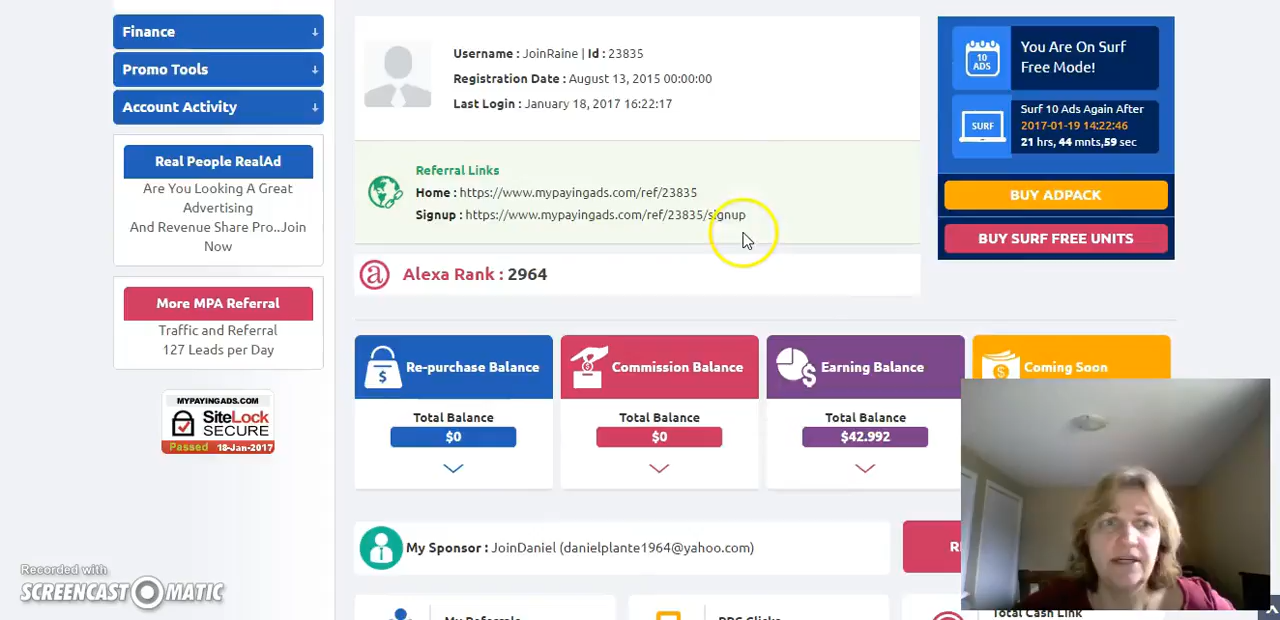 Finance
Promo Tools
Account Activity
Real People RealAd
Are You Looking A Great
Advertising
And Revenue Share Pro..Join
Now
More MPA Referral
Traffic and Referral
127 Leads per Day
MYPAYINGADS.COM
SiteLock
SECURE
Passed 18-Jan-2017
Username : JoinRaine | Id : 23835
Registration Date : August 13, 2015 00:00:00
Last Login : January 18, 2017 16:22:17
Referral Links
Home : https://www.mypayingads.com/ref/23835
Signup : https://www.mypayingads.com/ref/23835/signup
a Alexa Rank : 2964
10
ADS
You Are On Surf
Free Mode!
SURF
Surf 10 Ads Again After
2017-01-19 14:22:46
21 hrs, 44 mnts,59 sec
BUY ADPACK
BUY SURF FREE UNITS
$ Re-purchase Balance
Total Balance
$0
$ Commission Balance
Total Balance
$0
$ Earning Balance
Total Balance
$42.992
$ Coming Soon
My Sponsor : JoinDaniel (danielplante1964@yahoo.com)
My Referrals
PPC Clicks
Total Cash Link
Recorded with
SCREENCAST O MATIC